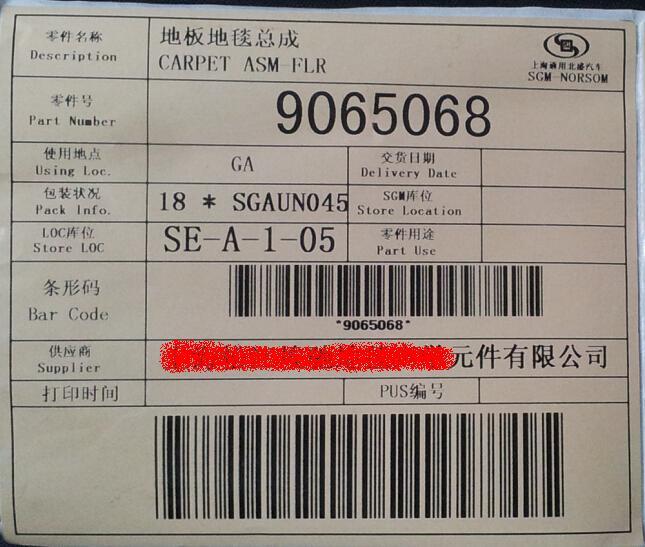 零件名称
Description
地板地毯总成
CARPET ASM-FLR
上海通用北盛汽车
SGM-NORSOM
零件号
Part Number
9065068
使用地点
Using Loc.
GA
交货日期
Delivery Date
包装状况
Pack Info.
18 * SGAUN045
SGM库位
Store Location
LOC库位
Store LOC
SE-A-1-05
零件用途
Part Use
条形码
Bar Code
*9065068*
供应商
Supplier
元件有限公司
打印时间
PUS编号